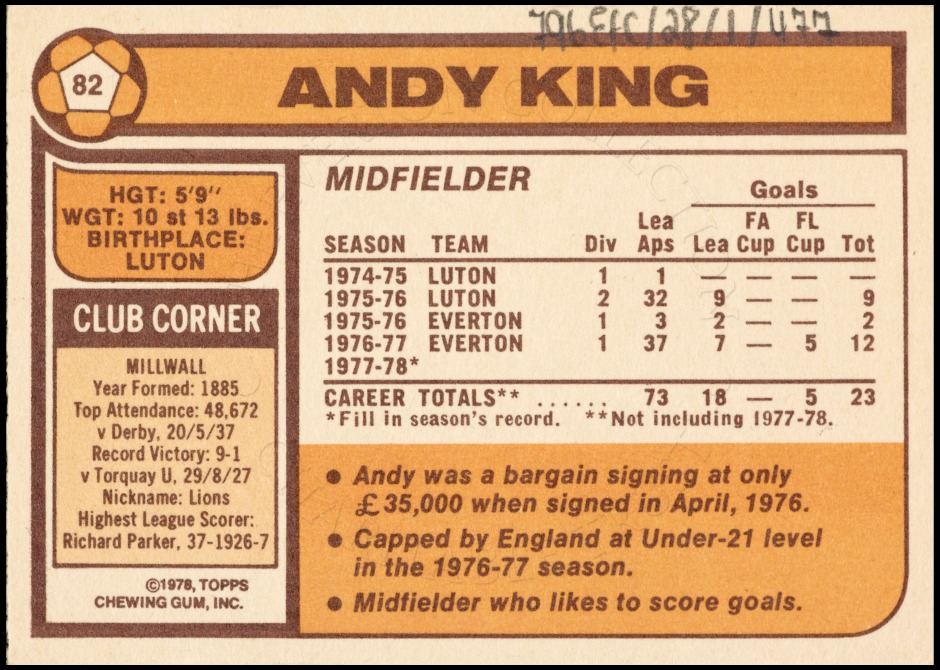 796EFC/28/1/477
82
ANDY KING
HGT: 5'9''
WGT: 10 st 13 lbs.
BIRTHPLACE:
LUTON
CLUB CORNER
MILLWALL
Year Formed: 1885
Top Attendance: 48,672
v Derby, 20/5/37
Record Victory: 9-1
v Torquay U, 29/8/27
Nickname: Lions
Highest League Scorer:
Richard Parker, 37-1926-7
©1978, TOPPS
CHEWING GUM, INC.
MIDFIELDER
Goals
Lea FA FL
SEASON TEAM Div Aps Lea Cup Cup Tot
1974-75 LUTON 1 1 — — — —
1975-76 LUTON 2 32 9 — — 9
1975-76 EVERTON 1 3 2 — — 2
1976-77 EVERTON 1 37 7 — 5 12
1977-78*
CAREER TOTALS** ...... 73 18 — 5 23
*Fill in season's record. **Not including 1977-78.
● Andy was a bargain signing at only
£35,000 when signed in April, 1976.
● Capped by England at Under-21 level
in the 1976-77 season.
● Midfielder who likes to score goals.